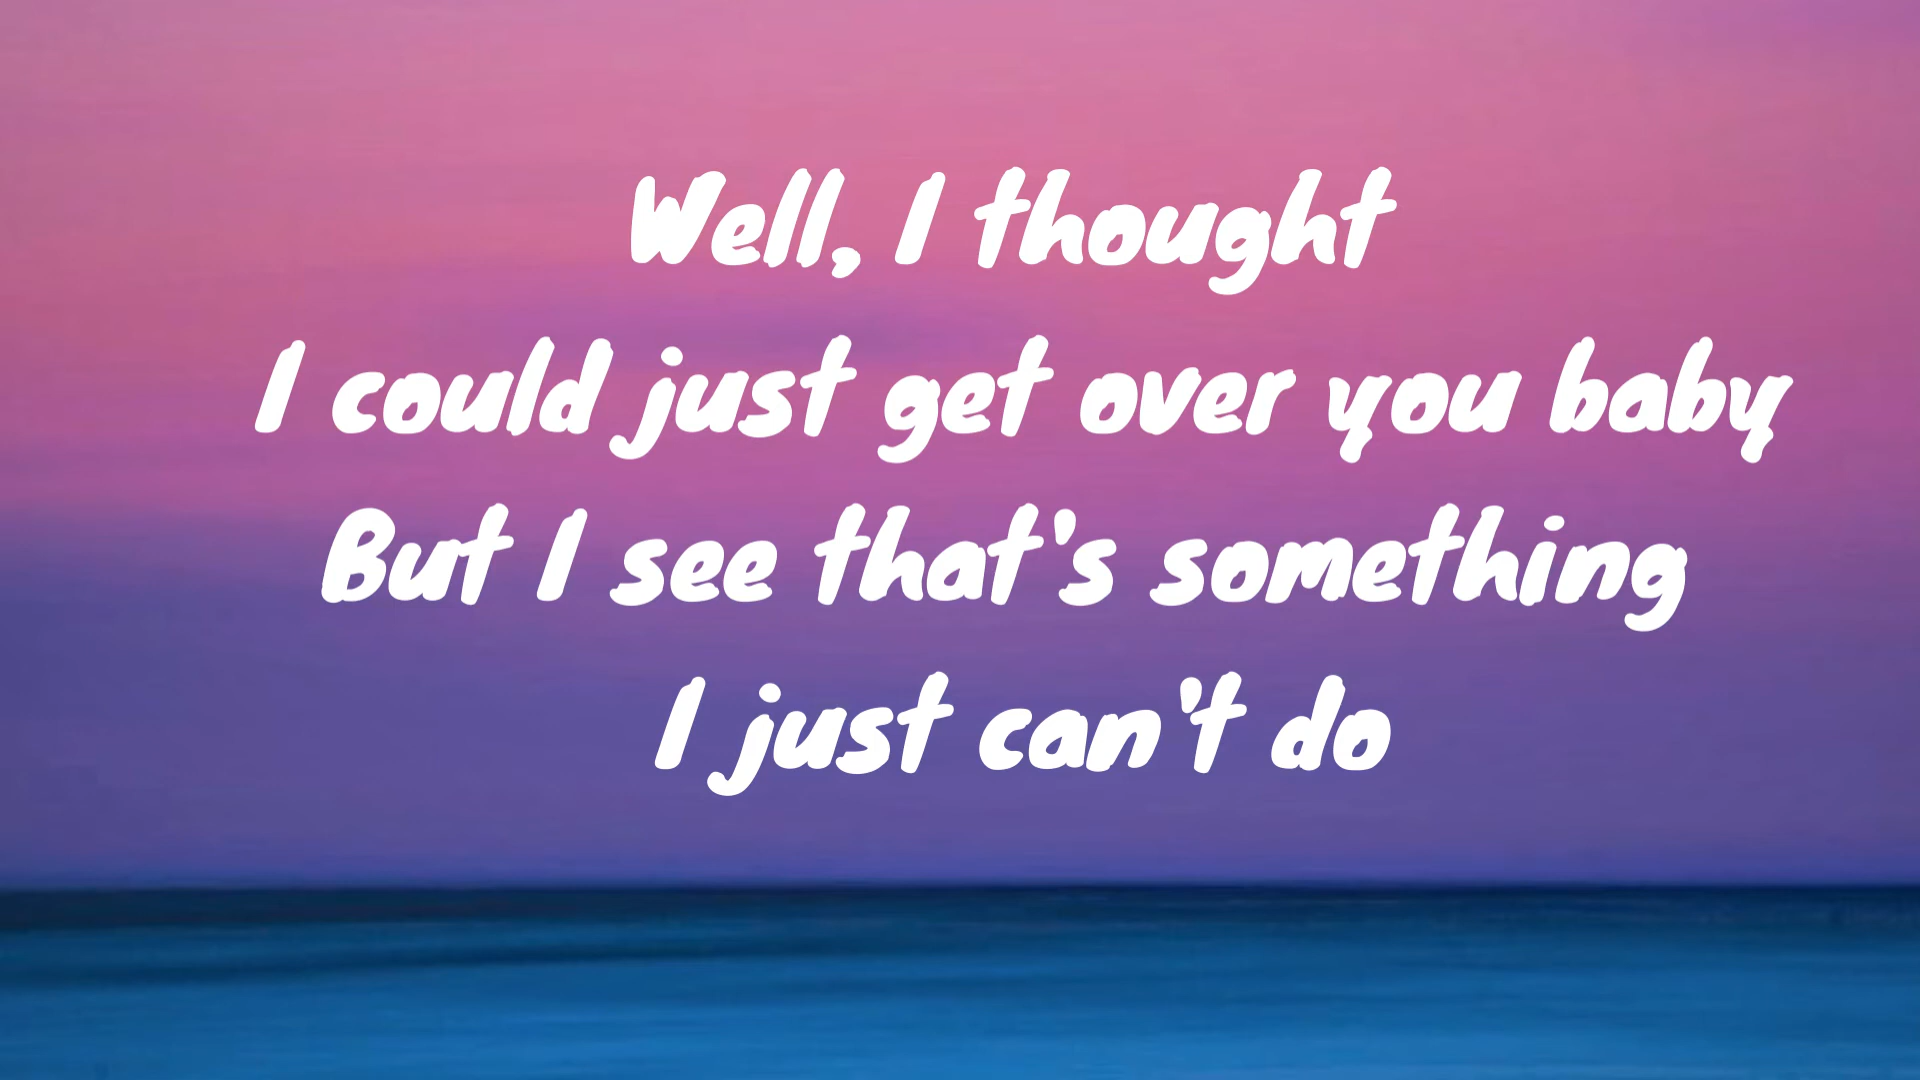 Well, I thought
I could just get over you baby
But I see that's something
I just can't do